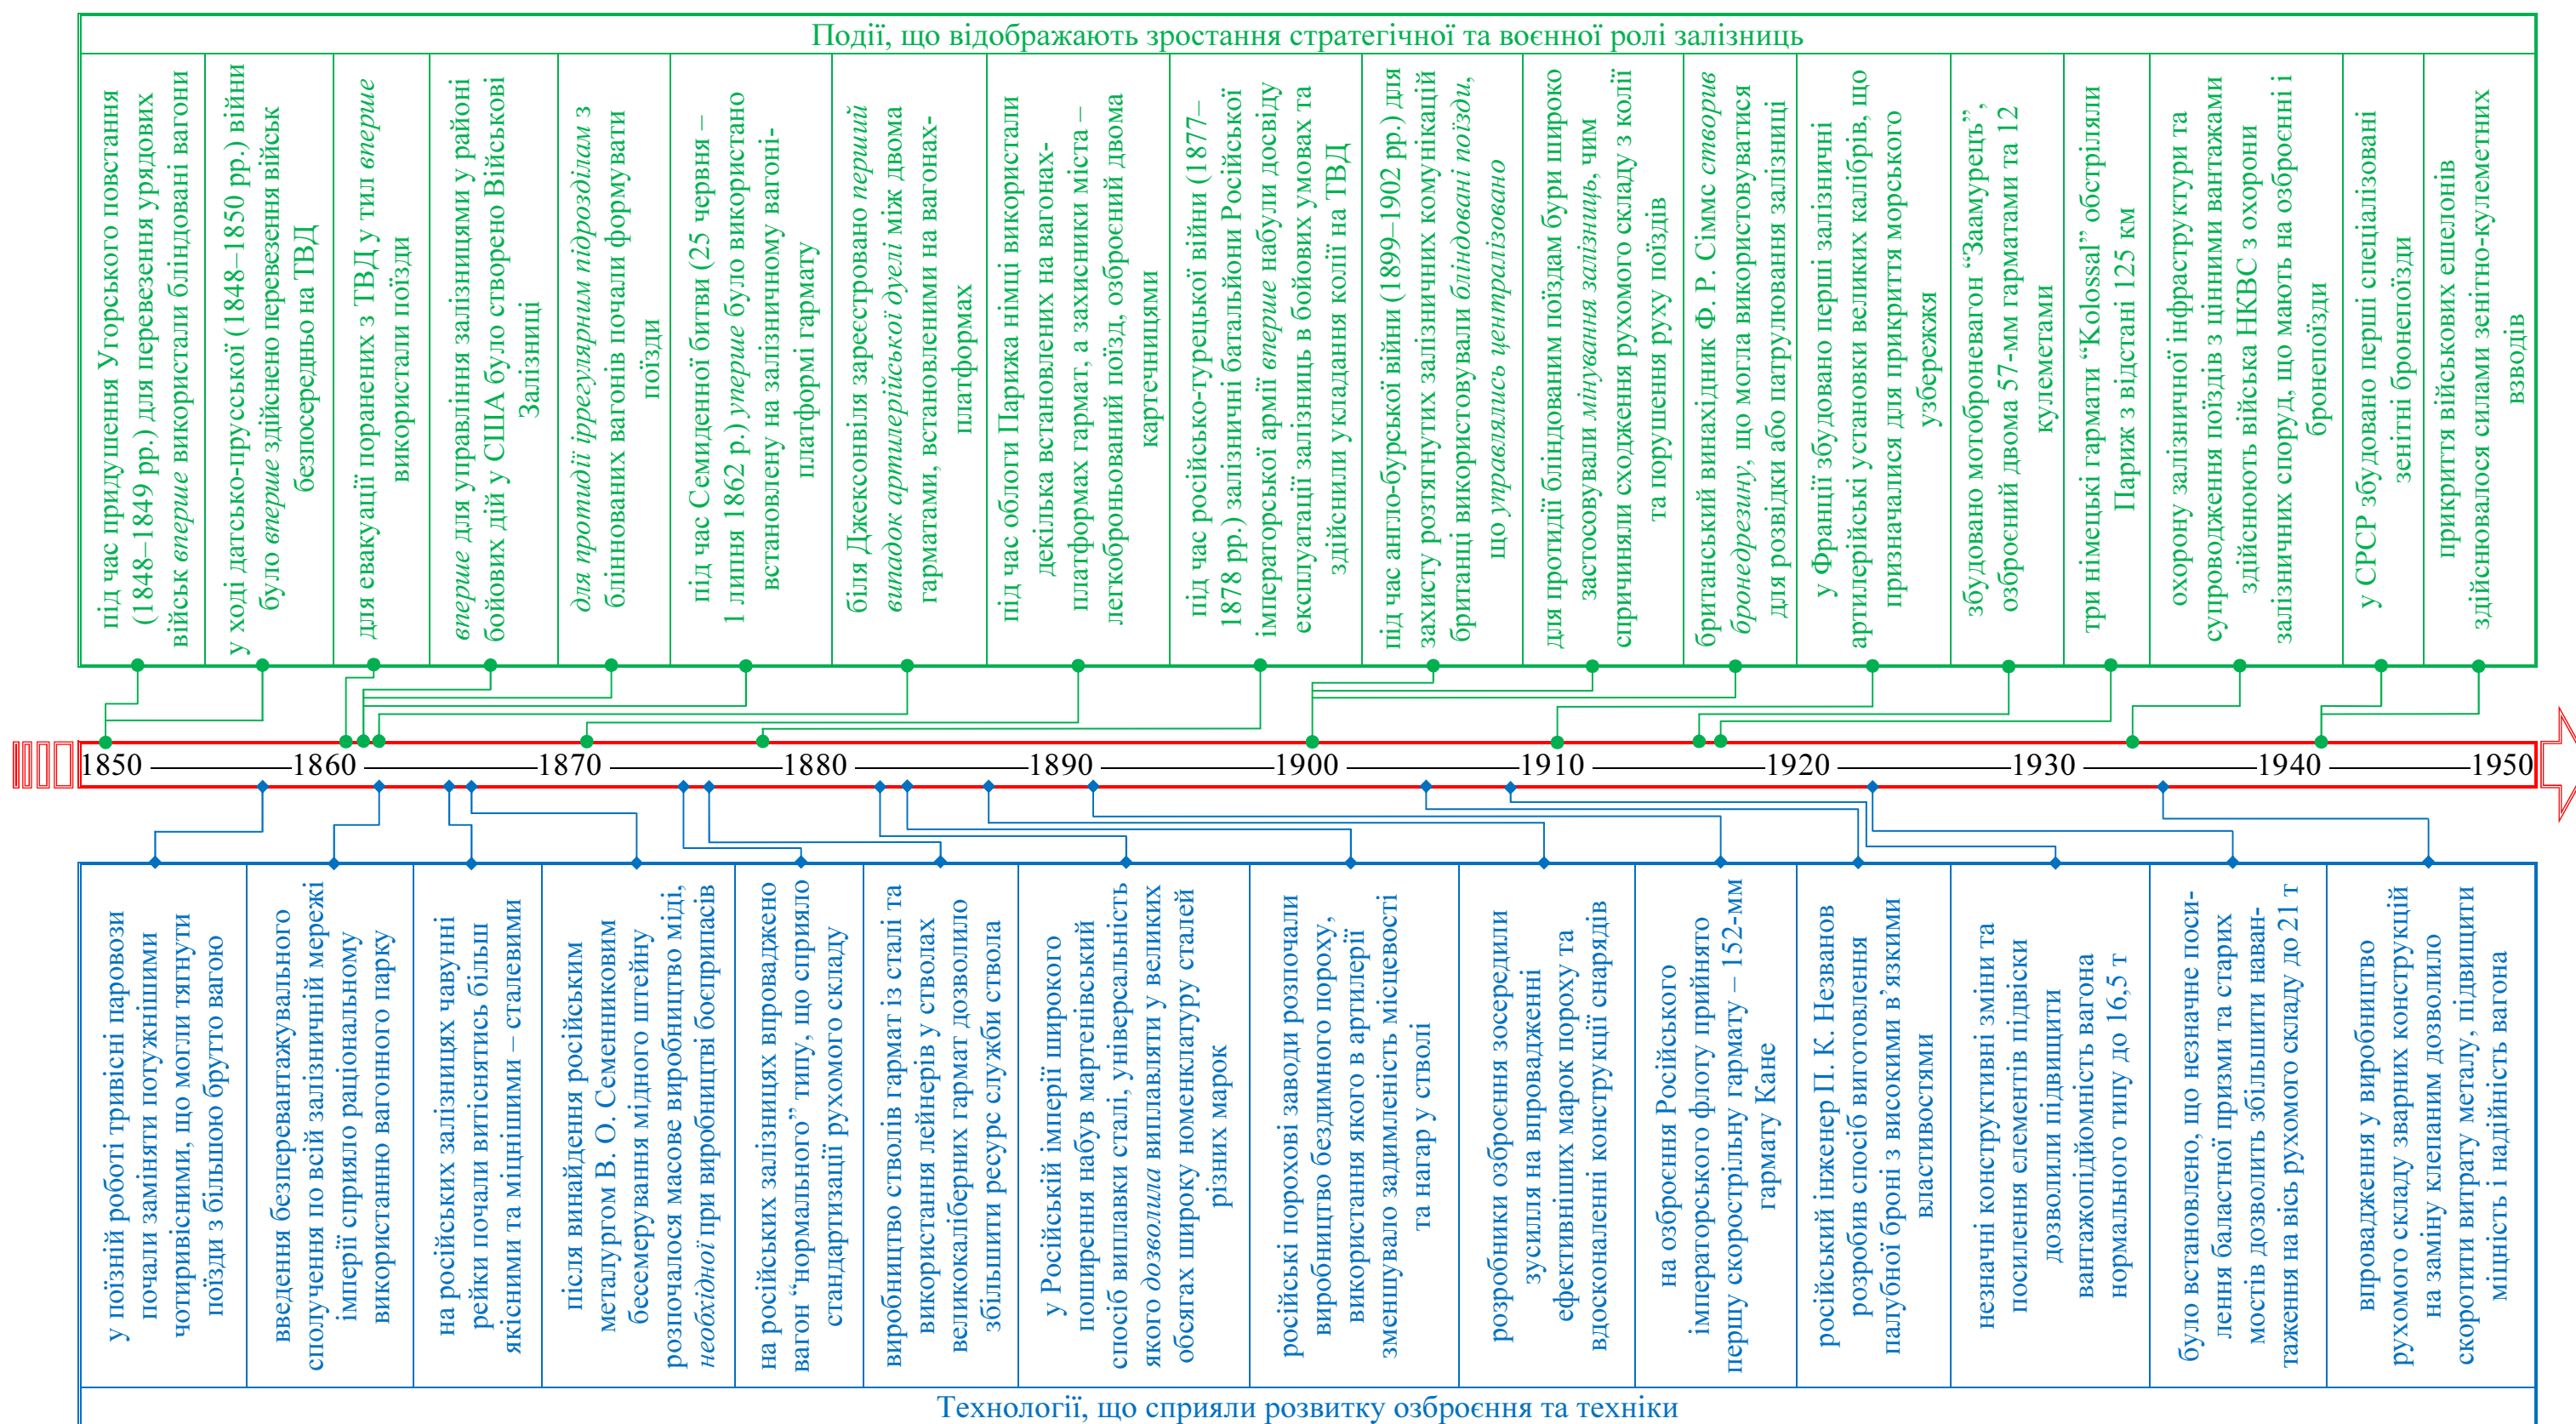 Події, що відображають зростання стратегічної та воєнної ролі залізниць
під час придушення Угорського повстання
(1848–1849 рр.) для перевезення урядових
військ вперше використали бліндовані вагони
у ході датсько-прусської (1848–1850 рр.) війни
було вперше здійснено перевезення військ
безпосередньо на ТВД
для евакуації поранених з ТВД у тил вперше
використали поїзди
вперше для управління залізницями у районі
бойових дій у США було створено Військові
Залізниці
для протидії іррегулярним підрозділам з
бліннованих вагонів почали формувати
поїзди
під час Семиденної битви (25 червня –
1 липня 1862 р.) уперше було використано
встановлену на залізничному вагоні-
платформі гармату
біля Джексонвіля зареєстровано перший
випадок артилерійської дуелі між двома
гарматами, встановленими на вагонах-
платформах
під час облоги Парижа німці використали
декілька встановлених на вагонах-
платформах гармат, а захисники міста –
легкоброньований поїзд, озброєний двома
картечницями
під час російсько-турецької війни (1877–
1878 рр.) залізничні батальйони Російської
імператорської армії вперше набули досвіду
експлуатації залізниць в бойових умовах та
здійснили укладання колії на ТВД
під час англо-бурської війни (1899–1902 рр.) для
захисту розтягнутих залізничних комунікацій
британці використовували бліндовані поїзди,
що управлялись централізовано
для протидії бліндованим поїздам бури широко
застосовували мінування залізниць, чим
спричиняли сходження рухомого складу з колії
та порушення руху поїздів
британський винахідник Ф. Р. Сіммс створив
бронедрезину, що могла використовуватися
для розвідки або патрулювання залізниці
у Франції збудовано перші залізничні
артилерійські установки великих калібрів, що
призначалися для прикриття морського
узбережжя
збудовано мотоброневагон “Заамурець”,
озброєний двома 57-мм гарматами та 12
кулеметами
три німецькі гармати “Kolossal” обстріляли
Париж з відстані 125 км
охорону залізничної інфраструктури та
супроводження поїздів з цінними вантажами
здійснюють війська НКВС з охорони
залізничних споруд, що мають на озброєнні і
бронепоїзди
у СРСР збудовано перші спеціалізовані
зенітні бронепоїзди
прикриття військових ешелонів
здійснювалося силами зенітно-кулеметних
взводів
1850 1860 1870 1880 1890 1900 1910 1920 1930 1940 1950
у поїзній роботі тривісні паровози
почали заміняти потужнішими
чотиривісними, що могли тягнути
поїзди з більшою брутто вагою
введення безперевантажувального
сполучення по всій залізничній мережі
імперії сприяло раціональному
використанню вагонного парку
на російських залізницях чавунні
рейки почали витіснятись більш
якісними та міцнішими – сталевими
після винайдення російським
металургом В. О. Семенниковим
бесемерування мідного штейну
розпочалося масове виробництво міді,
необхідної при виробництві боєприпасів
на російських залізницях впроваджено
вагон “нормального” типу, що сприяло
стандартизації рухомого складу
виробництво стволів гармат із сталі та
використання лейнерів у стволах
великокаліберних гармат дозволило
збільшити ресурс служби ствола
у Російській імперії широкого
поширення набув мартенівський
спосіб виплавки сталі, універсальність
якого дозволила виплавляти у великих
обсягах широку номенклатуру сталей
різних марок
російські порохові заводи розпочали
виробництво бездимного пороху,
використання якого в артилерії
зменшувало задимленість місцевості
та нагар у стволі
розробники озброєння зосередили
зусилля на впровадженні
ефективніших марок пороху та
вдосконаленні конструкції снарядів
на озброєння Російського
імператорського флоту прийнято
першу скорострільну гармату – 152-мм
гармату Кане
російський інженер П. К. Незванов
розробив спосіб виготовлення
палубної броні з високими в’язкими
властивостями
незначні конструктивні зміни та
посилення елементів підвіски
дозволили підвищити
вантажопідйомність вагона
нормального типу до 16,5 т
було встановлено, що незначне поси-
лення баластної призми та старих
мостів дозволить збільшити наван-
таження на вісь рухомого складу до 21 т
впровадження у виробництво
рухомого складу зварних конструкцій
на заміну клепаним дозволило
скоротити витрату металу, підвищити
міцність і надійність вагона
Технології, що сприяли розвитку озброєння та техніки